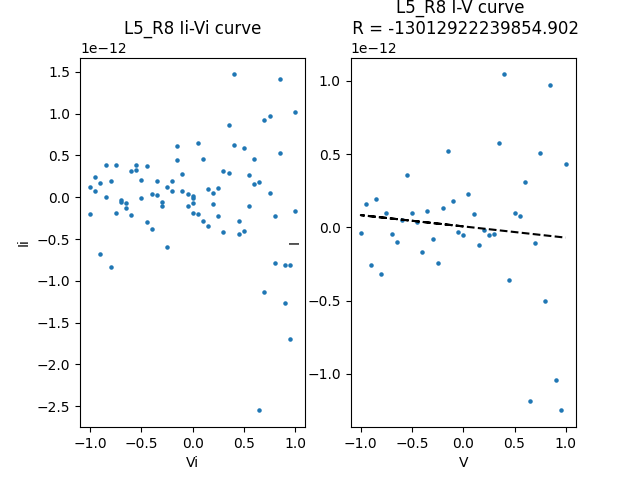 L5_R8 Ii-Vi curve
1e−12
1.5
1.0
0.5
0.0
−0.5
−1.0
−1.5
−2.0
−2.5
Ii
−1.0 −0.5 0.0 0.5 1.0
Vi
L5_R8 I-V curve
R = -13012922239854.902
1e−12
1.0
0.5
0.0
−0.5
−1.0
I
−1.0 −0.5 0.0 0.5 1.0
V